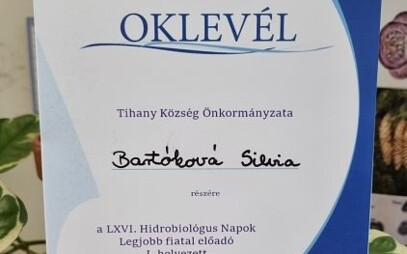 OKLEVÉL
Tihany Község Önkormányzata
Bartóková Silvia
részére
a LXVI. Hidrobiológus Napok
Legjobb fiatal előadó
I. helyezett